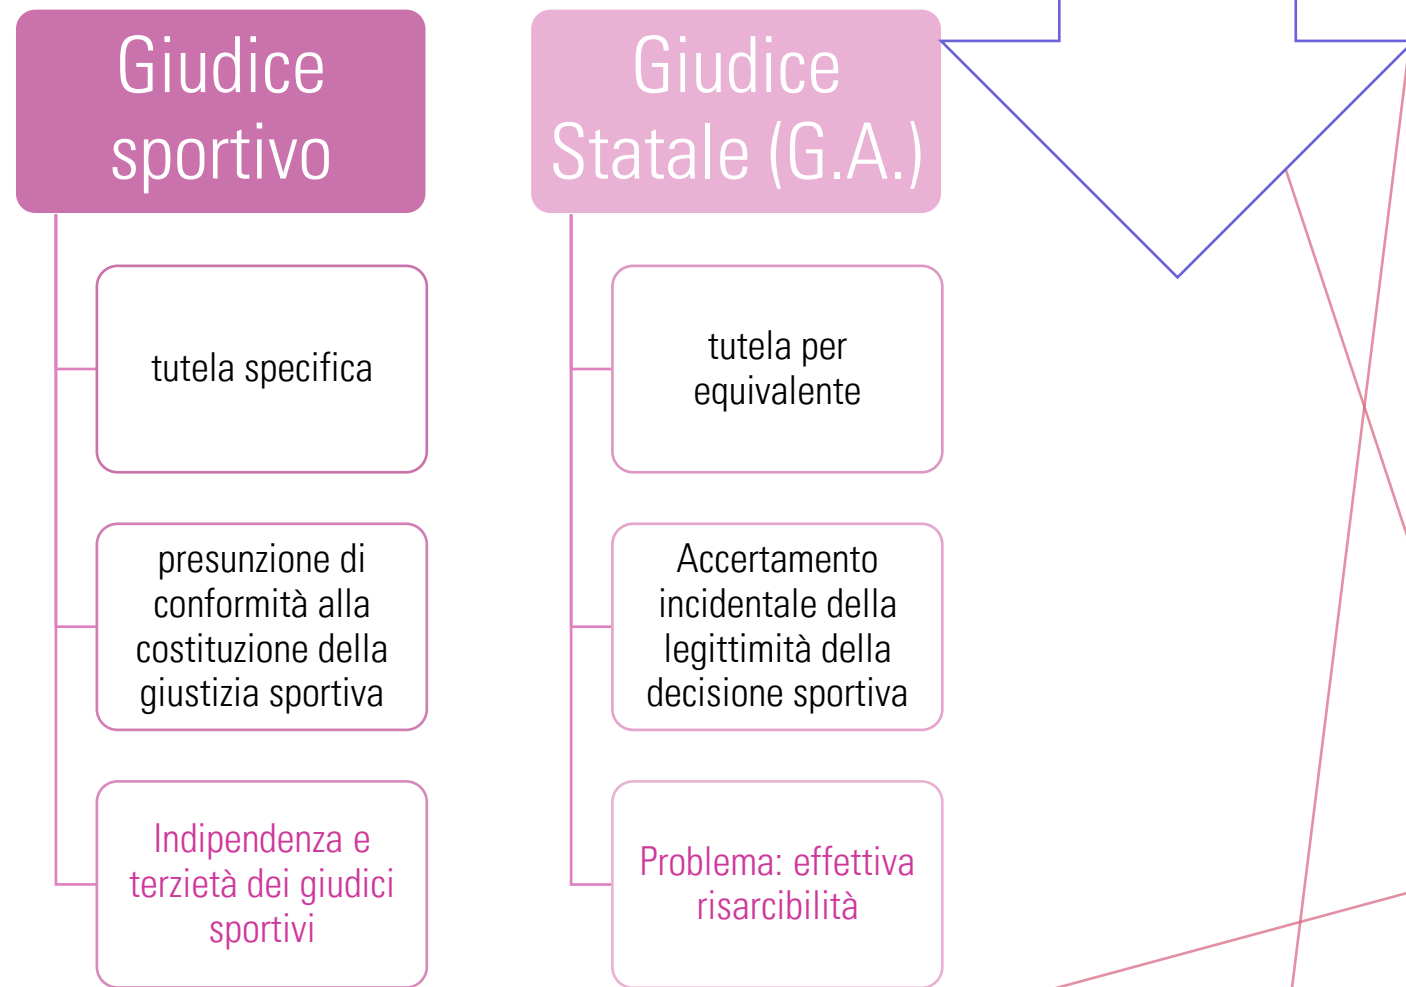 Giudice
sportivo
tutela specifica
presunzione di
conformità alla
costituzione della
giustizia sportiva
Indipendenza e
terzietà dei giudici
sportivi
Giudice
Statale (G.A.)
tutela per
equivalente
Accertamento
incidentale della
legittimità della
decisione sportiva
Problema: effettiva
risarcibilità